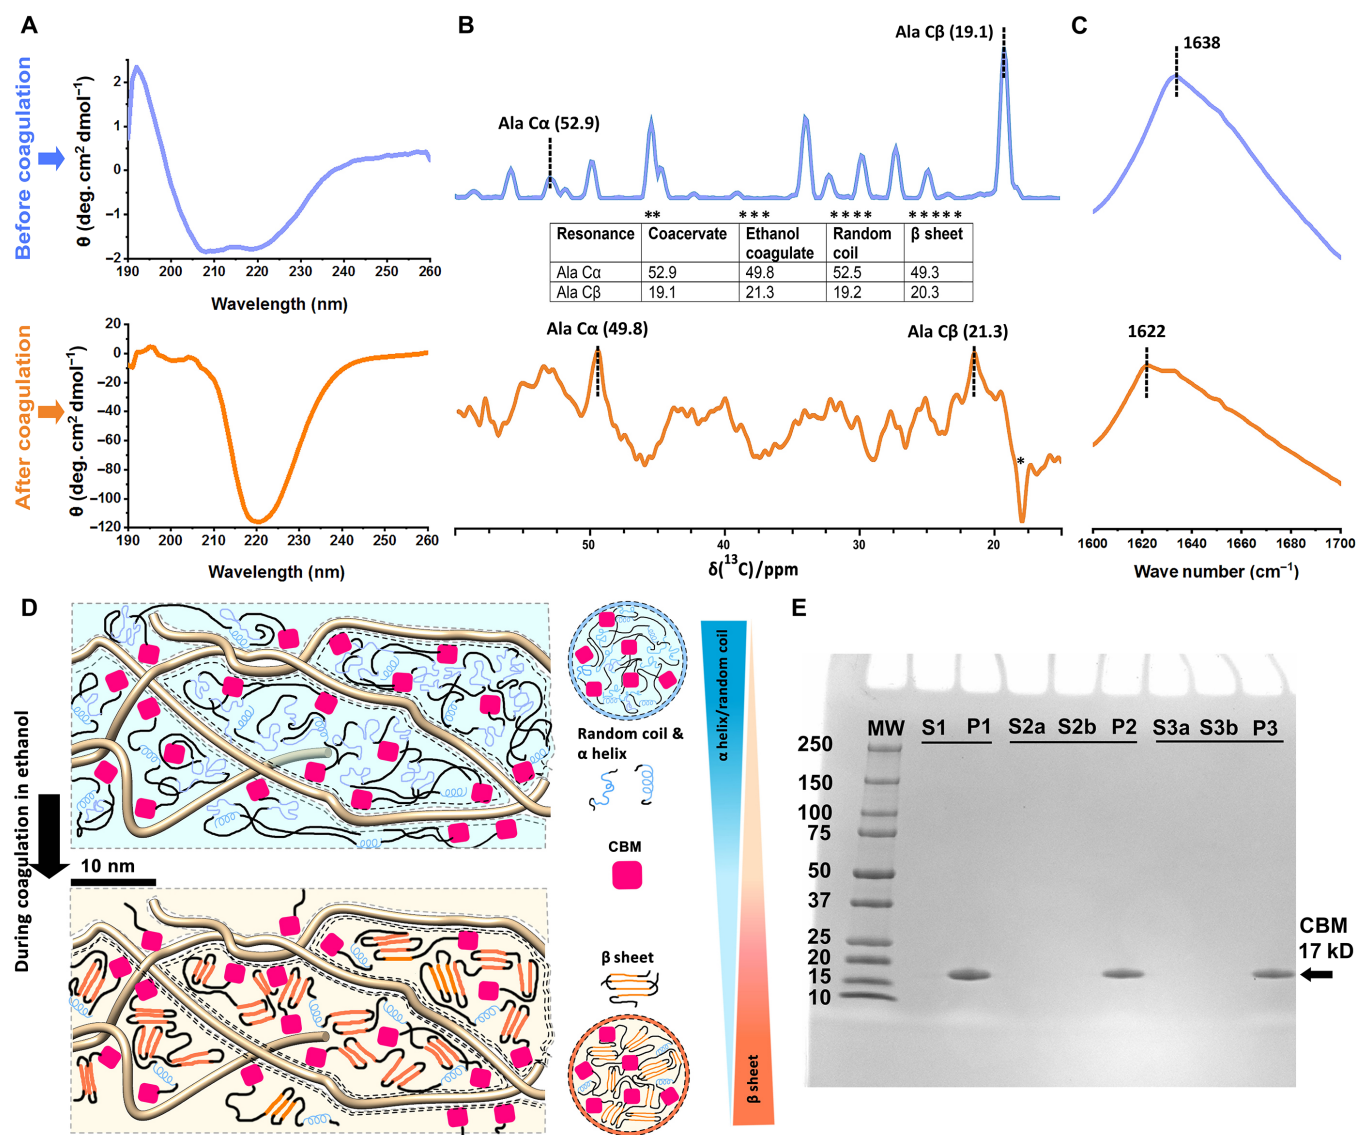 A
B
C
Before coagulation
θ (deg. cm² dmol⁻¹)
2
1
0
−1
−2
190 200 210 220 230 240 250 260
Wavelength (nm)
Ala Cα (52.9)
Ala Cβ (19.1)
** *** **** *****
Resonance Coacervate Ethanol coagulate Random coil β sheet
Ala Cα 52.9 49.8 52.5 49.3
Ala Cβ 19.1 21.3 19.2 20.3
1638
After coagulation
θ (deg. cm² dmol⁻¹)
20
0
−20
−40
−60
−80
−100
−120
190 200 210 220 230 240 250 260
Wavelength (nm)
Ala Cα (49.8)
Ala Cβ (21.3)
*
50 40 30 20
δ(¹³C)/ppm
1622
1600 1620 1640 1660 1680 1700
Wave number (cm⁻¹)
D
During coagulation in ethanol
10 nm
Random coil &
α helix
CBM
β sheet
α helix/random coil
β sheet
E
MW S1 P1 S2a S2b P2 S3a S3b P3
250
150
100
75
50
37
25
20
15
10
CBM
17 kD